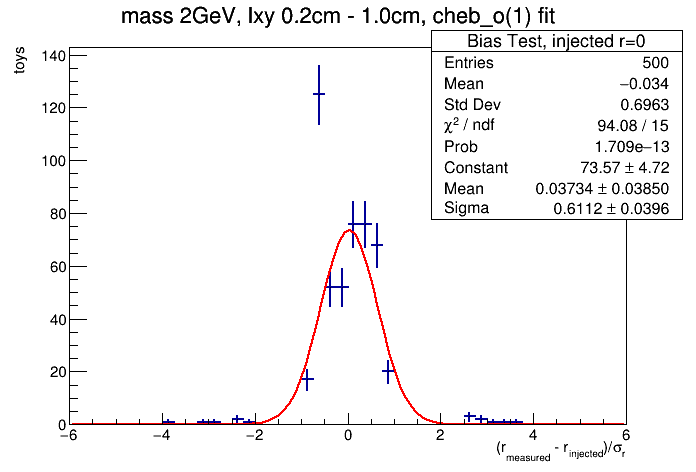 mass 2GeV, lxy 0.2cm - 1.0cm, cheb_o(1) fit
Bias Test, injected r=0
Entries 500
Mean −0.034
Std Dev 0.6963
χ² / ndf 94.08 / 15
Prob 1.709e−13
Constant 73.57 ± 4.72
Mean 0.03734 ± 0.03850
Sigma 0.6112 ± 0.0396
toys
140
120
100
80
60
40
20
0
−6 −4 −2 0 2 4 6
(r_measured - r_injected)/σ_r